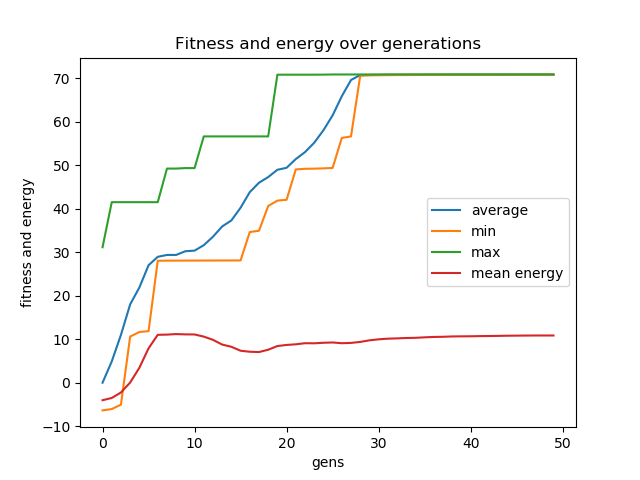 Fitness and energy over generations
fitness and energy
70
60
50
40
30
20
10
0
−10
average
min
max
mean energy
0 10 20 30 40 50
gens